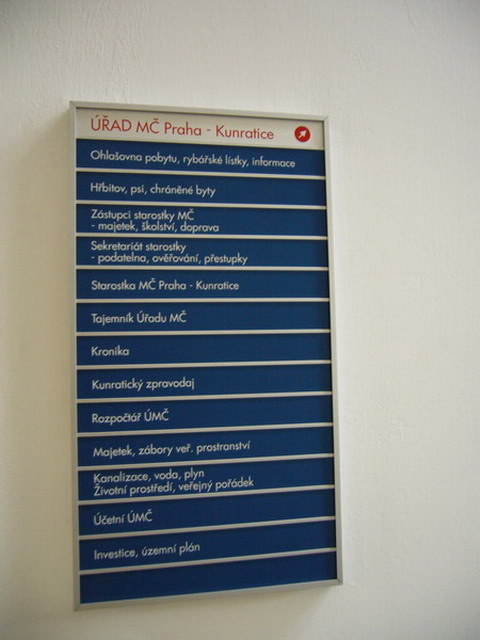 ÚŘAD MČ Praha - Kunratice
Ohlašovna pobytu, rybářské lístky, informace
Hřbitov, psi, chráněné byty
Zástupci starostky MČ
- majetek, školství, doprava
Sekretariát starostky
- podatelna, ověřování, přestupky
Starostka MČ Praha - Kunratice
Tajemník Úřadu MČ
Kronika
Kunratický zpravodaj
Rozpočtář ÚMČ
Majetek, zábory veř. prostranství
Kanalizace, voda, plyn
Životní prostředí, veřejný pořádek
Účetní ÚMČ
Investice, územní plán